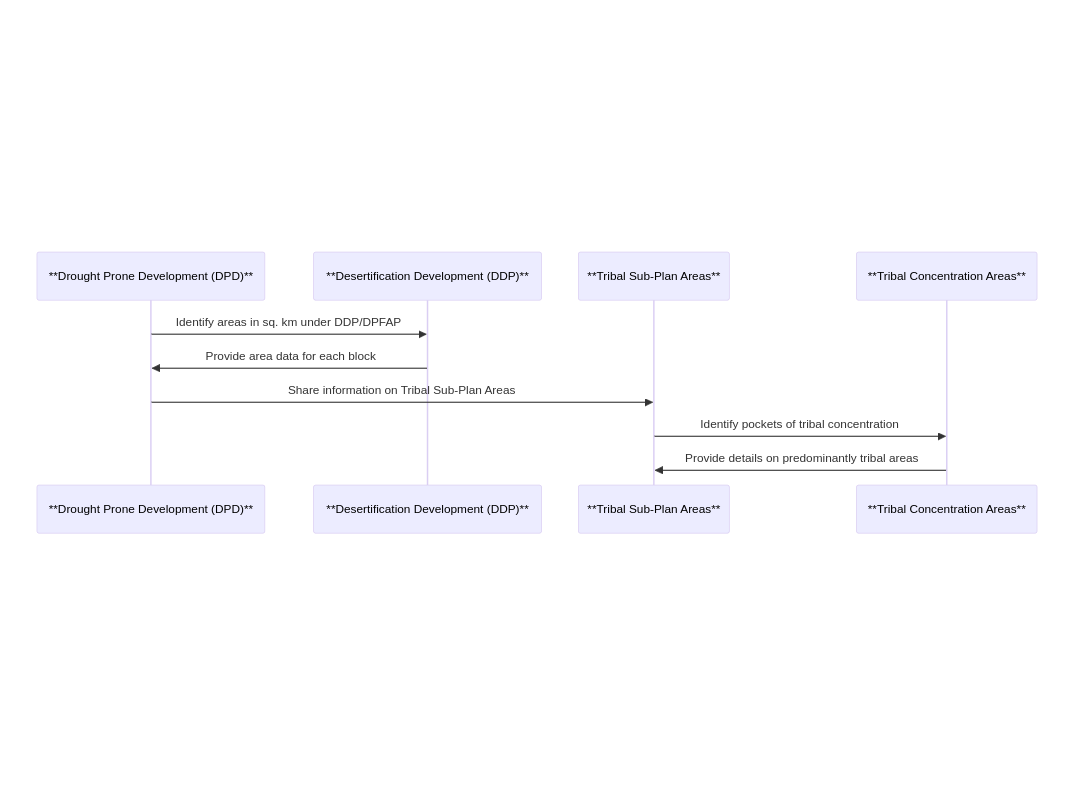 **Drought Prone Development (DPD)**
**Desertification Development (DDP)**
**Tribal Sub-Plan Areas**
**Tribal Concentration Areas**
Identify areas in sq. km under DDP/DPFAP
Provide area data for each block
Share information on Tribal Sub-Plan Areas
Identify pockets of tribal concentration
Provide details on predominantly tribal areas
**Drought Prone Development (DPD)**
**Desertification Development (DDP)**
**Tribal Sub-Plan Areas**
**Tribal Concentration Areas**